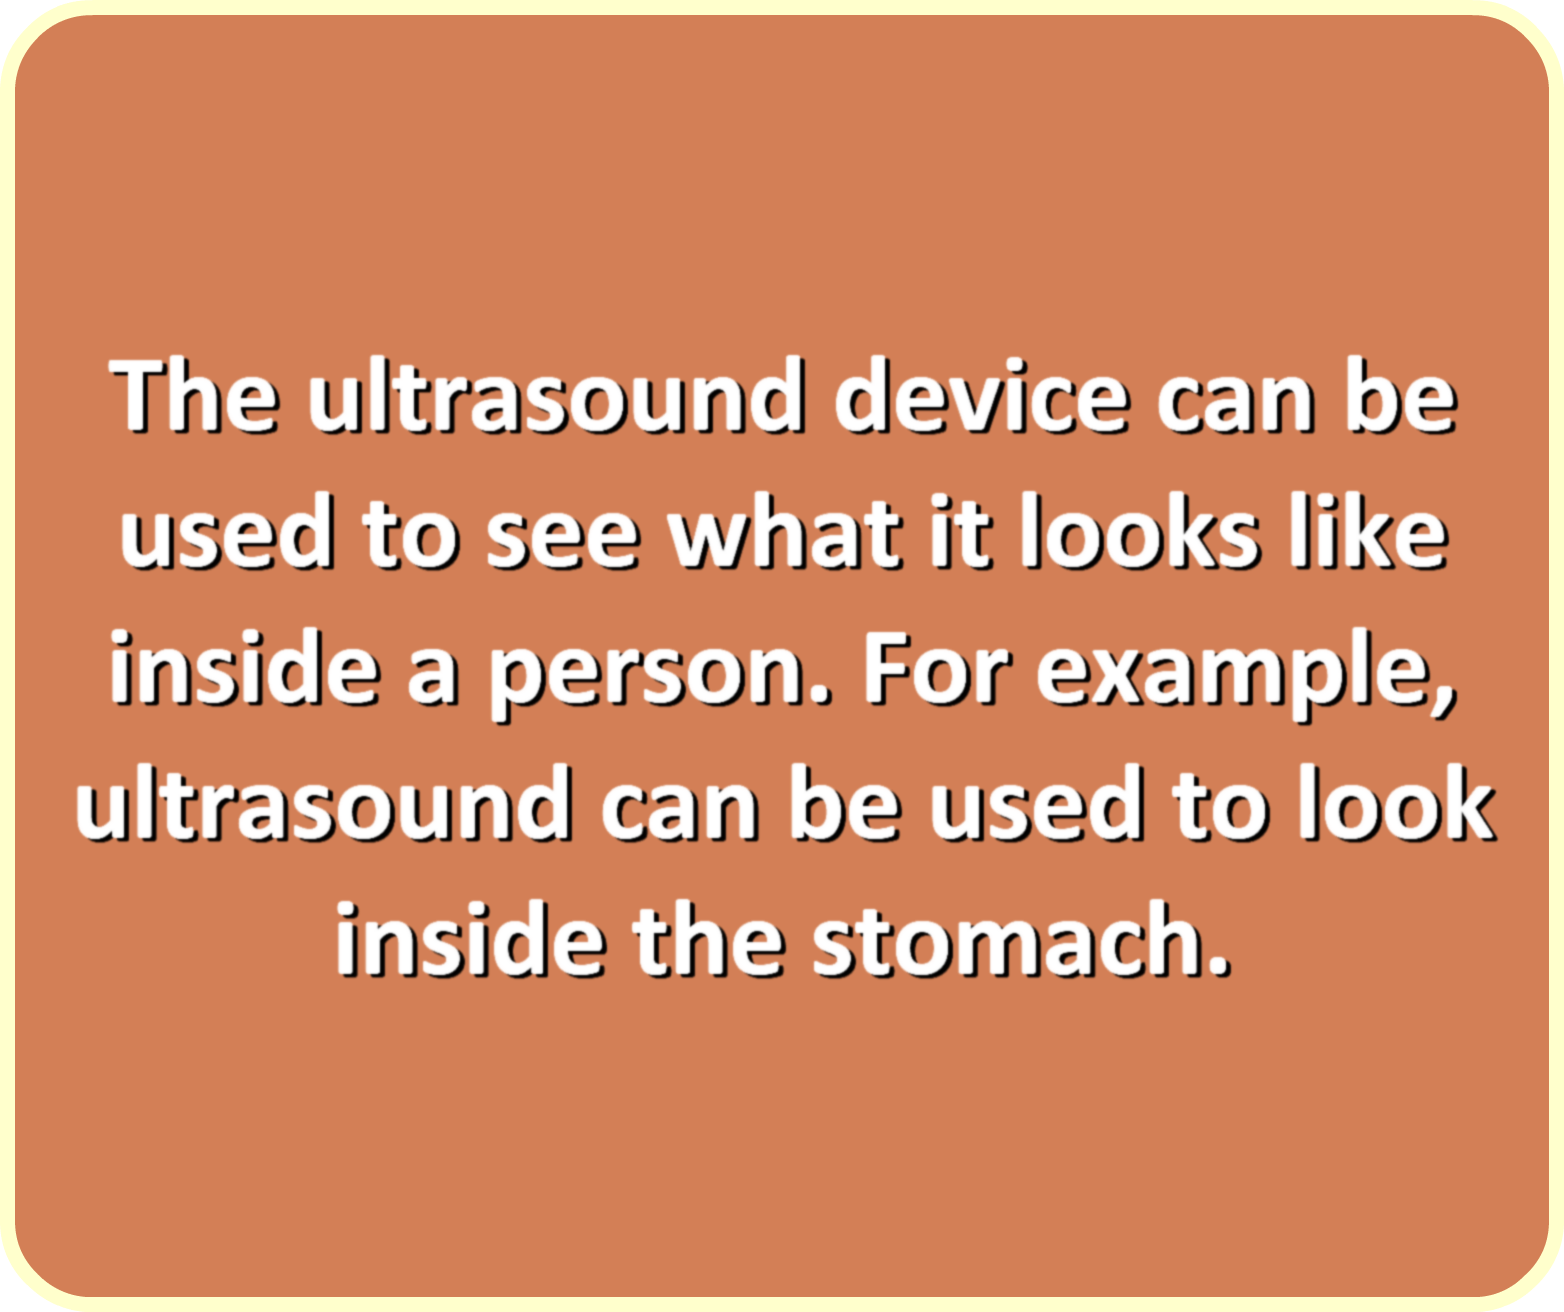 The ultrasound device can be
used to see what it looks like
inside a person. For example,
ultrasound can be used to look
inside the stomach.